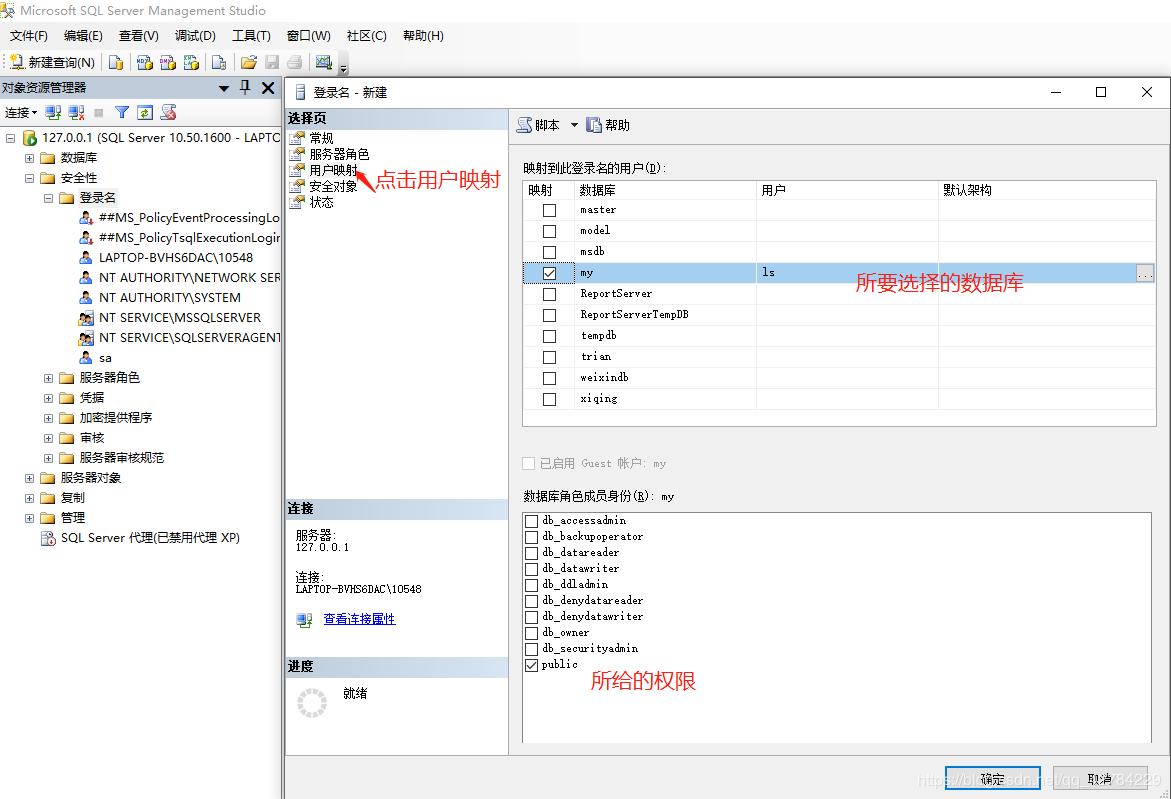 Microsoft SQL Server Management Studio
文件(F) 编辑(E) 查看(V) 调试(D) 工具(T) 窗口(W) 社区(C) 帮助(H)
新建查询(N)
对象资源管理器
连接
127.0.0.1 (SQL Server 10.50.1600 - LAPTO
数据库
安全性
登录名
##MS_PolicyEventProcessingLo
##MS_PolicyTsqlExecutionLogin
LAPTOP-BVHS6DAC\10548
NT AUTHORITY\NETWORK SER
NT AUTHORITY\SYSTEM
NT SERVICE\MSSQLSERVER
NT SERVICE\SQLSERVERAGENT
sa
服务器角色
凭据
加密提供程序
审核
服务器审核规范
服务器对象
复制
管理
SQL Server 代理(已禁用代理 XP)
登录名 - 新建
选择页
常规
服务器角色
用户映射
安全对象
状态
点击用户映射
连接
服务器:
127.0.0.1
连接:
LAPTOP-BVHS6DAC\10548
查看连接属性
进度
就绪
脚本 帮助
映射到此登录名的用户(D):
映射 数据库 用户 默认架构
master
model
msdb
my ls ...
所要选择的数据库
ReportServer
ReportServerTempDB
tempdb
trian
weixindb
xiqing
已启用 Guest 帐户: my
数据库角色成员身份(R): my
db_accessadmin
db_backupoperator
db_datareader
db_datawriter
db_ddladmin
db_denydatareader
db_denydatawriter
db_owner
db_securityadmin
public
所给的权限
确定 取消